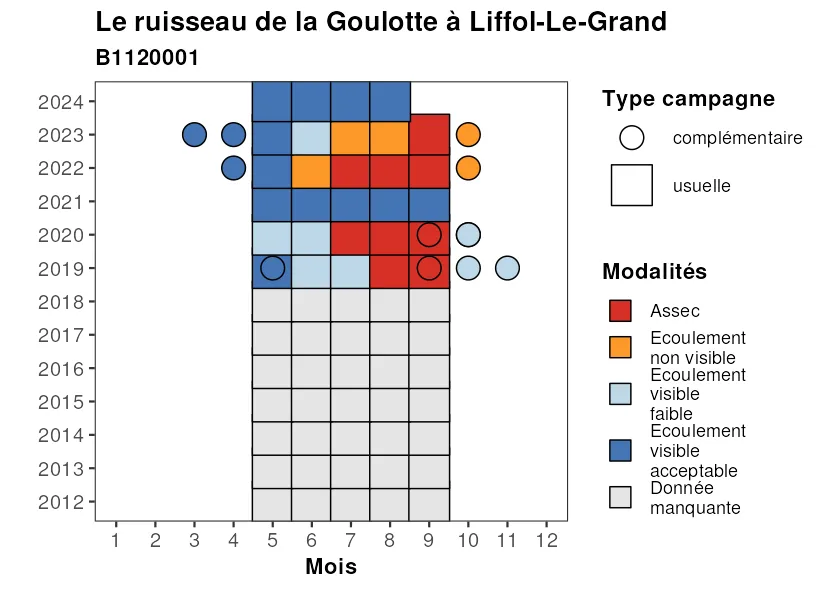 Le ruisseau de la Goulotte à Liffol-Le-Grand
B1120001
2024
2023
2022
2021
2020
2019
2018
2017
2016
2015
2014
2013
2012
1 2 3 4 5 6 7 8 9 10 11 12
Mois
Type campagne
complémentaire
usuelle
Modalités
Assec
Ecoulement
non visible
Ecoulement
visible
faible
Ecoulement
visible
acceptable
Donnée
manquante